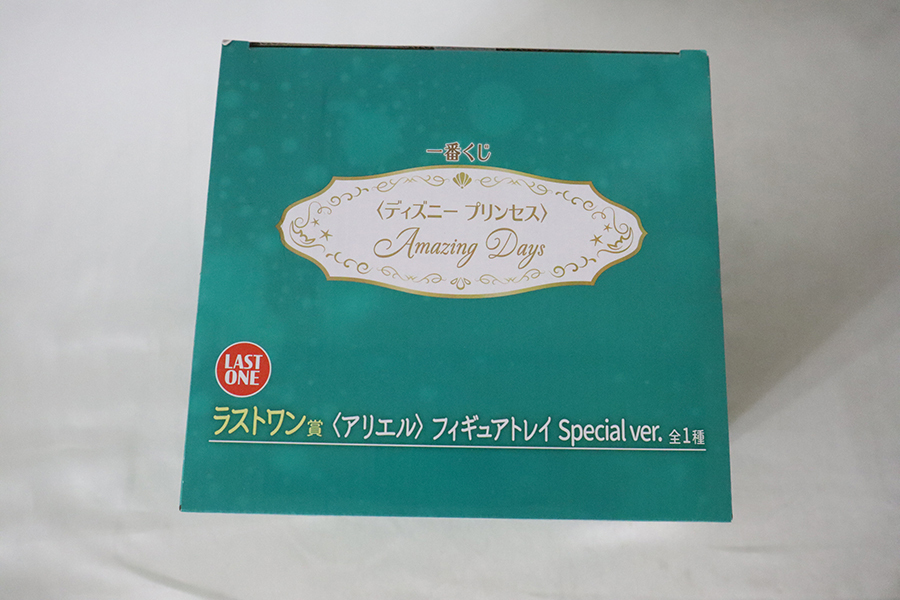 一番くじ
〈ディズニー プリンセス〉
Amazing Days
LAST
ONE
ラストワン賞 〈アリエル〉 フィギュアトレイ Special ver. 全1種